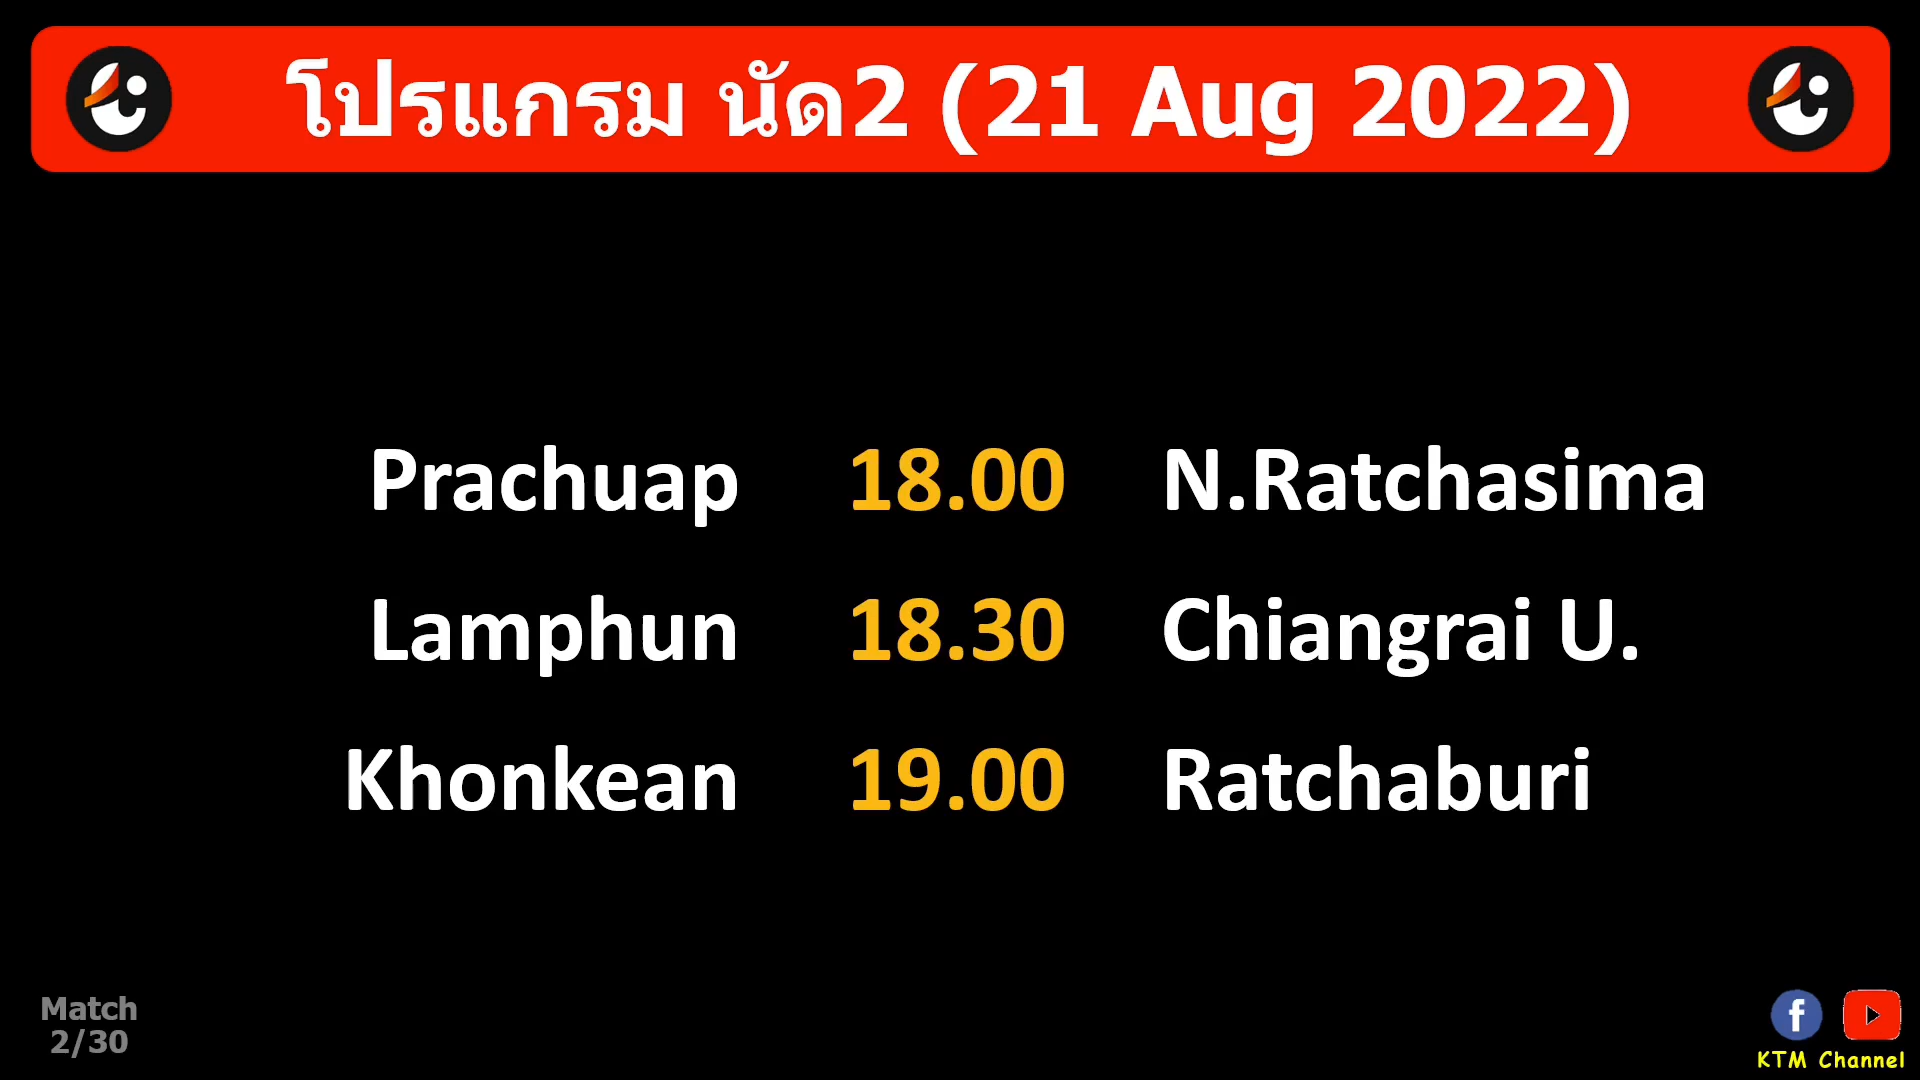 โปรแกรม นัด2 (21 Aug 2022)
Prachuap 18.00 N.Ratchasima
Lamphun 18.30 Chiangrai U.
Khonkean 19.00 Ratchaburi
Match
2/30
f
KTM Channel